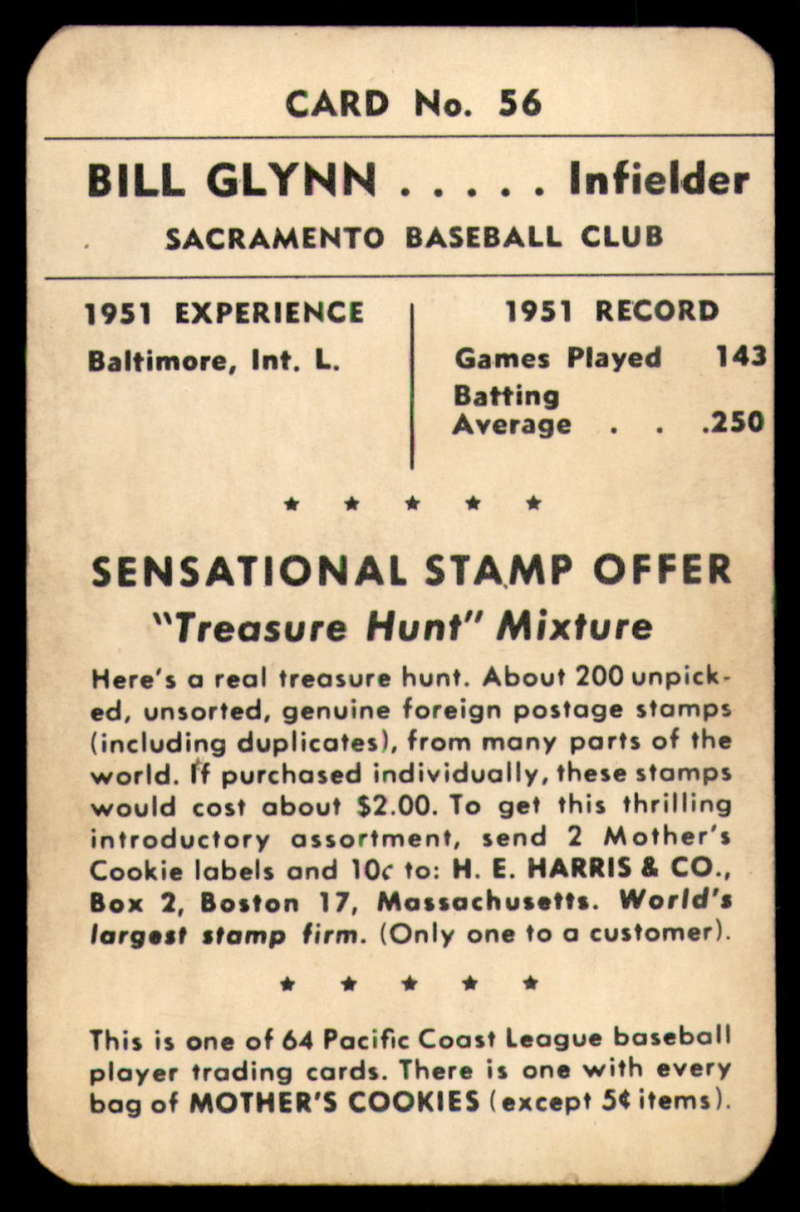 CARD No. 56
BILL GLYNN . . . . . Infielder
SACRAMENTO BASEBALL CLUB
1951 EXPERIENCE
Baltimore, Int. L.
1951 RECORD
Games Played 143
Batting
Average . . .250
★ ★ ★ ★ ★
SENSATIONAL STAMP OFFER
"Treasure Hunt" Mixture
Here's a real treasure hunt. About 200 unpick-
ed, unsorted, genuine foreign postage stamps
(including duplicates), from many parts of the
world. If purchased individually, these stamps
would cost about $2.00. To get this thrilling
introductory assortment, send 2 Mother's
Cookie labels and 10c to: H. E. HARRIS & CO.,
Box 2, Boston 17, Massachusetts. World's
largest stamp firm. (Only one to a customer).
★ ★ ★ ★ ★
This is one of 64 Pacific Coast League baseball
player trading cards. There is one with every
bag of MOTHER'S COOKIES (except 5¢ items).